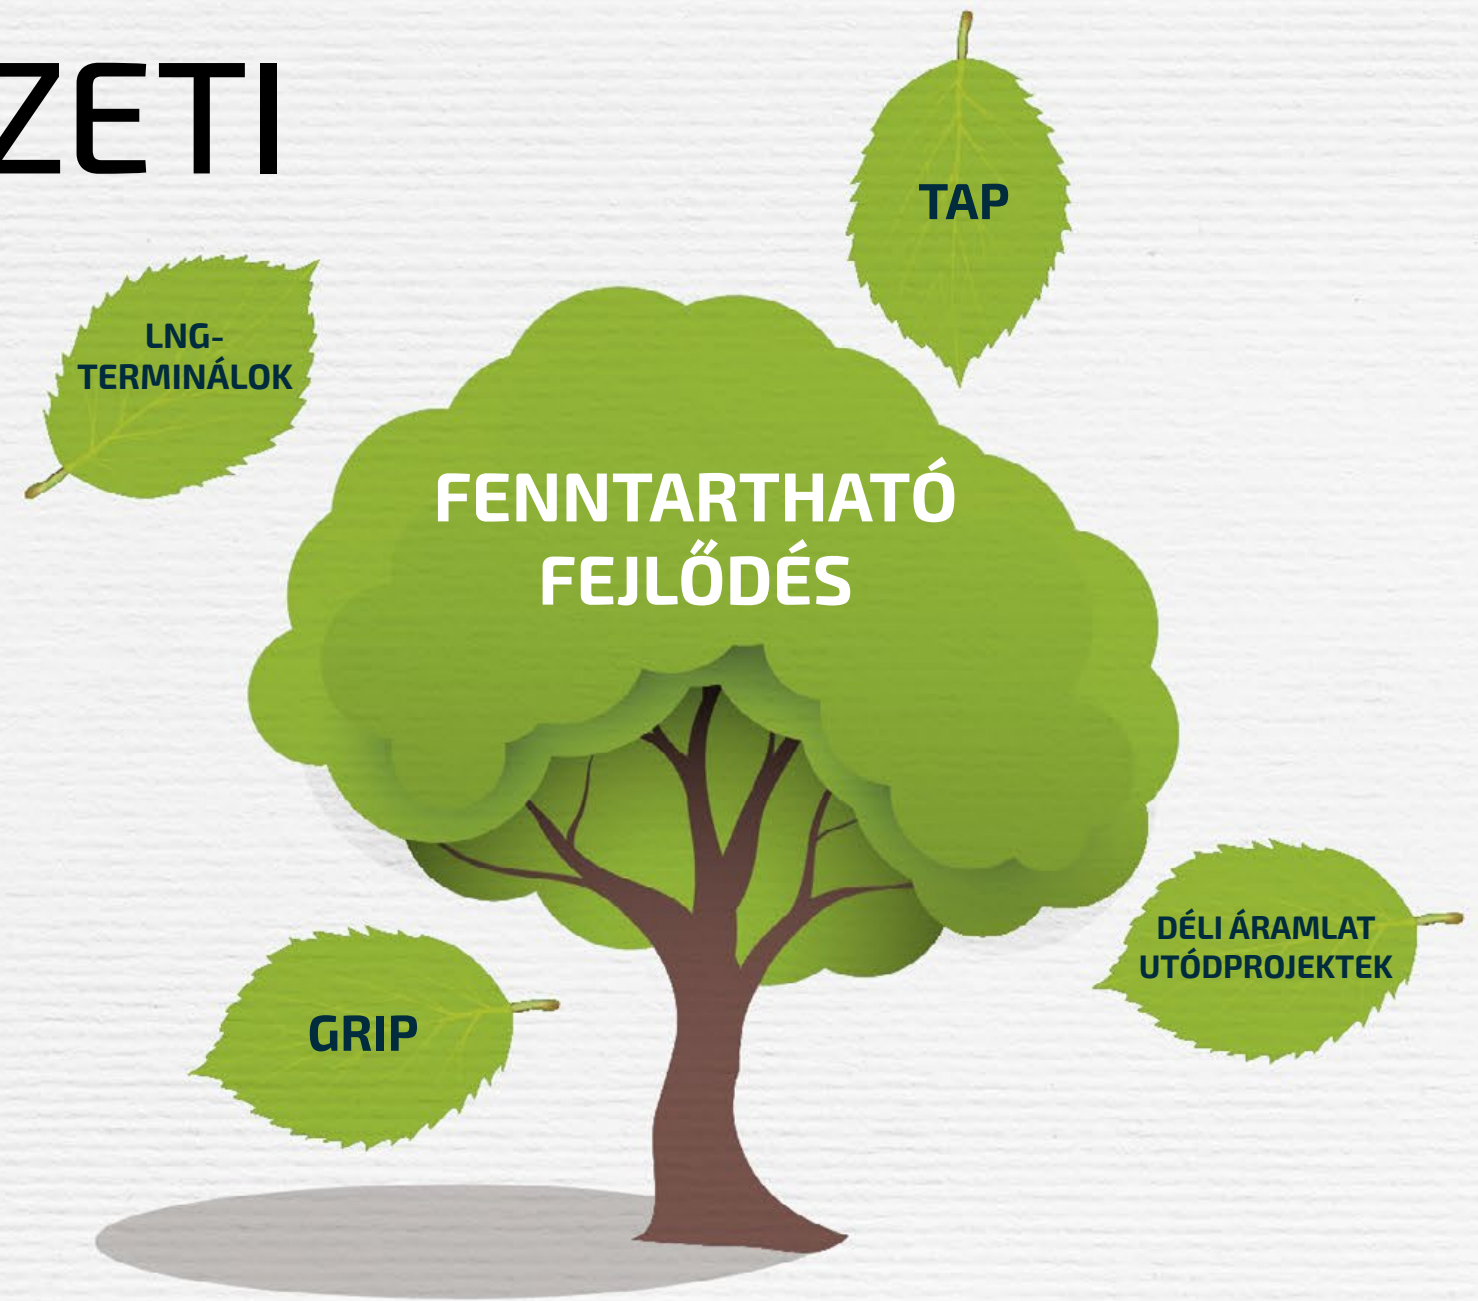 ZETI
TAP
LNG-
TERMINÁLOK
FENNTARTHATÓ
FEJLŐDÉS
DÉLI ÁRAMLAT
UTÓDPROJEKTEK
GRIP